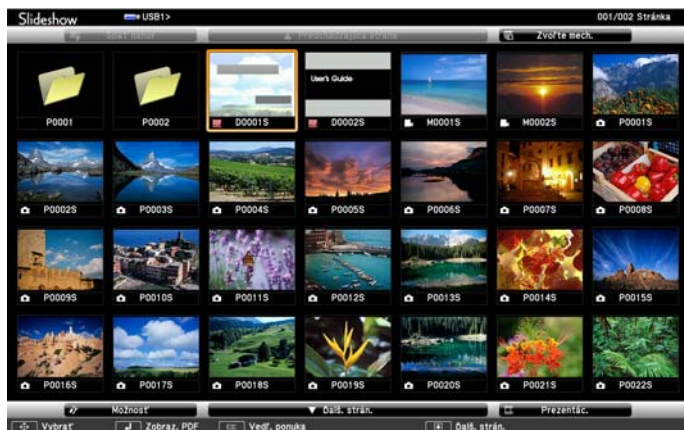 Slideshow USB1> 001/002 Stránka
Späť nahor ▲ Predchádzajúca strana Zvoľte mech.
P0001 P0002 D0001S D0002S M0001S M0002S P0001S
User's Guide
P0002S P0003S P0004S P0005S P0006S P0007S P0008S
P0009S P0010S P0011S P0012S P0013S P0014S P0015S
P0016S P0017S P0018S P0019S P0020S P0021S P0022S
Možnosť ▼ Ďalš. strán. Prezentác.
Vybrať Zobraz. PDF Vedľ. ponuka Ďalš. strán.